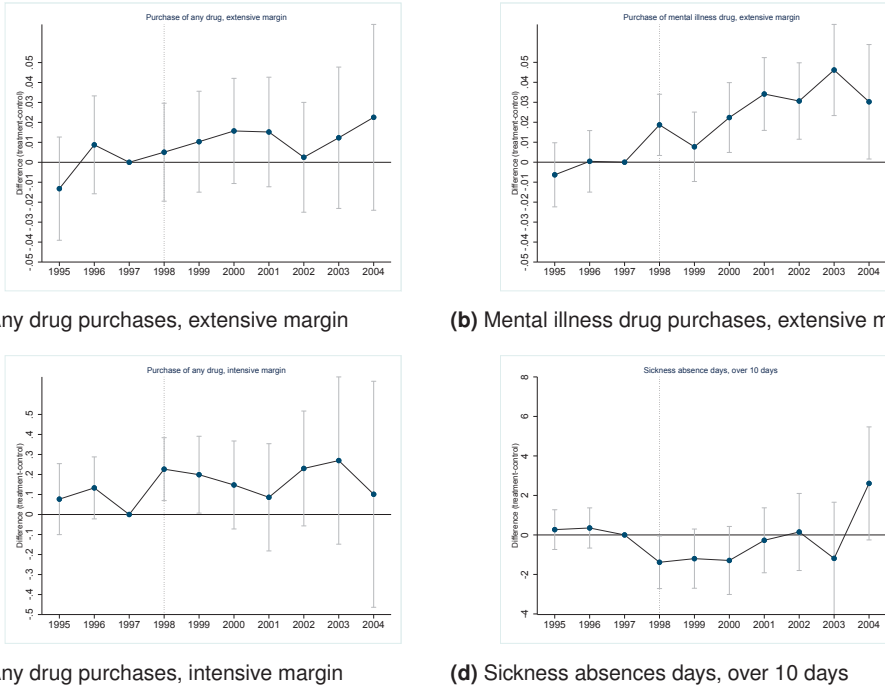 Purchase of any drug, extensive margin
Difference (treatment-control)
-.05 -.04 -.03 -.02 -.01 0 .01 .02 .03 .04 .05
1995 1996 1997 1998 1999 2000 2001 2002 2003 2004
Purchase of mental illness drug, extensive margin
Difference (treatment-control)
-.05 -.04 -.03 -.02 -.01 0 .01 .02 .03 .04 .05
1995 1996 1997 1998 1999 2000 2001 2002 2003 2004
ny drug purchases, extensive margin
(b) Mental illness drug purchases, extensive m
Purchase of any drug, intensive margin
Difference (treatment-control)
-.5 -.4 -.3 -.2 -.1 0 .1 .2 .3 .4 .5
1995 1996 1997 1998 1999 2000 2001 2002 2003 2004
Sickness absence days, over 10 days
Difference (treatment-control)
-4 -2 0 2 4 6 8
1995 1996 1997 1998 1999 2000 2001 2002 2003 2004
ny drug purchases, intensive margin
(d) Sickness absences days, over 10 days